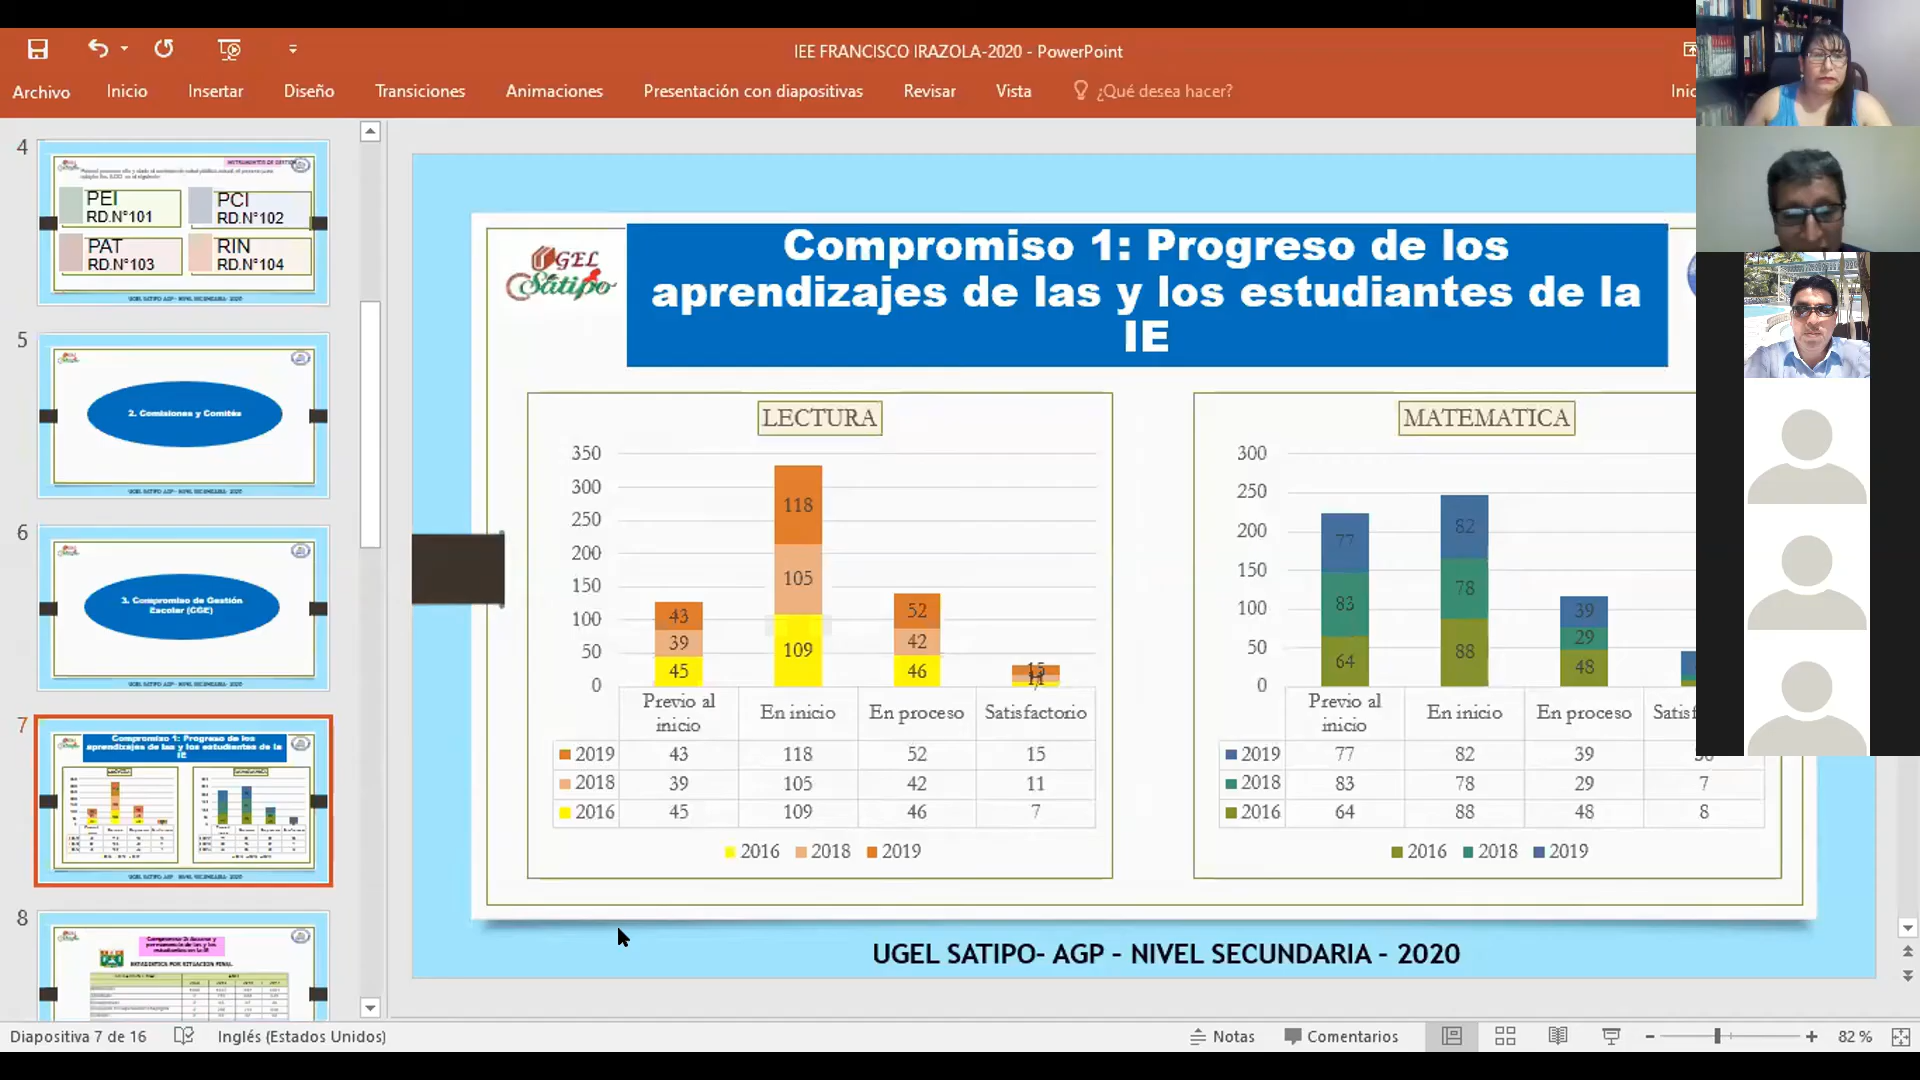 IEE FRANCISCO IRAZOLA-2020 - PowerPoint
Archivo Inicio Insertar Diseño Transiciones Animaciones Presentación con diapositivas Revisar Vista ¿Qué desea hacer? Inic
4
PEI
RD.N°101
PCI
RD.N°102
PAT
RD.N°103
RIN
RD.N°104
UGEL SATIPO AGP - NIVEL SECUNDARIA - 2020
5
2. Comisiones y Comités
UGEL SATIPO AGP - NIVEL SECUNDARIA - 2020
6
3. Compromiso de Gestión
Escolar (CGE)
UGEL SATIPO AGP - NIVEL SECUNDARIA - 2020
7
Compromiso 1: Progreso de los
aprendizajes de las y los estudiantes de la
IE
UGEL SATIPO AGP - NIVEL SECUNDARIA - 2020
8
UGEL
Satipo
Compromiso 1: Progreso de los
aprendizajes de las y los estudiantes de la
IE
LECTURA
350
300
250
200
150
100
50
0
43
39
45
118
105
109
52
42
46
15
11
7
Previo al inicio En inicio En proceso Satisfactorio
2019 43 118 52 15
2018 39 105 42 11
2016 45 109 46 7
2016 2018 2019
MATEMATICA
300
250
200
150
100
50
0
77
83
64
82
78
88
39
29
48
Previo al inicio En inicio En proceso Satisf
2019 77 82 39
2018 83 78 29 7
2016 64 88 48 8
2016 2018 2019
UGEL SATIPO- AGP - NIVEL SECUNDARIA - 2020
Diapositiva 7 de 16 Inglés (Estados Unidos) Notas Comentarios 82 %